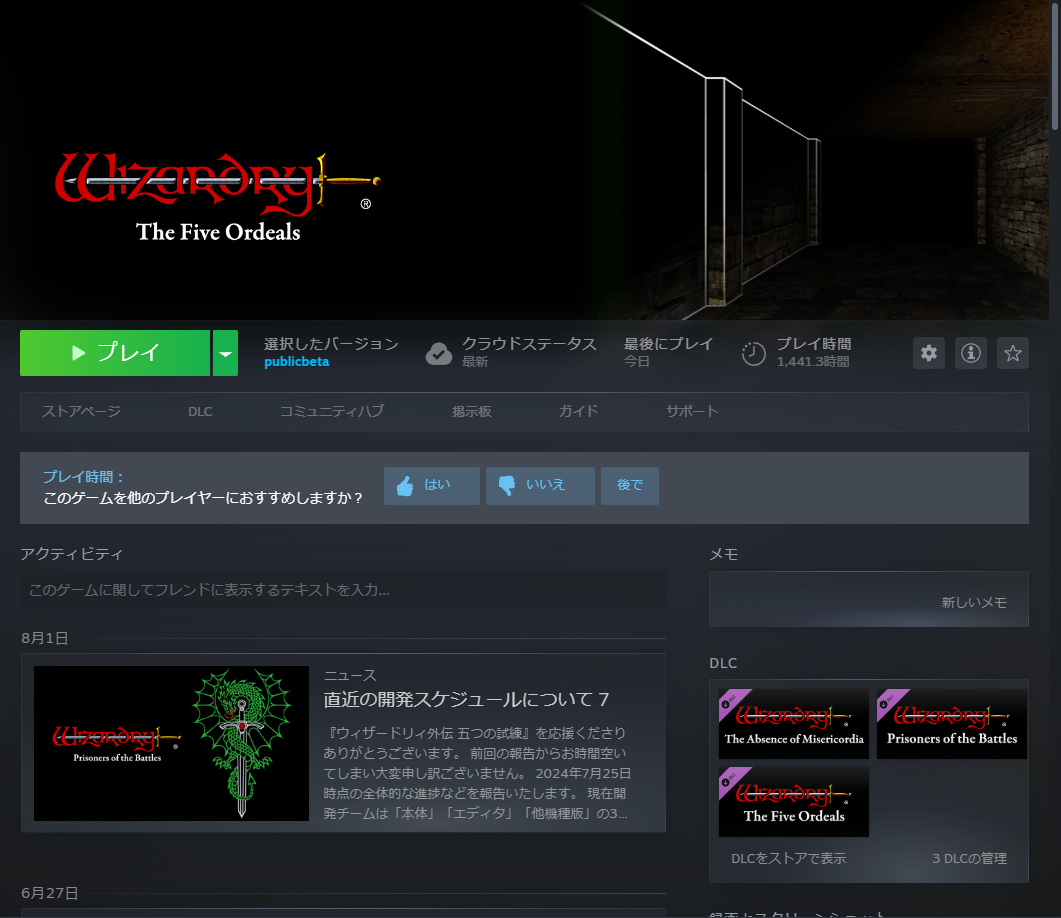 Wizardry
®
The Five Ordeals
プレイ
選択したバージョン
publicbeta
クラウドステータス
最新
最後にプレイ
今日
プレイ時間
1,441.3時間
ストアページ
DLC
コミュニティハブ
掲示板
ガイド
サポート
プレイ時間：
このゲームを他のプレイヤーにおすすめしますか？
はい
いいえ
後で
アクティビティ
このゲームに関してフレンドに表示するテキストを入力...
8月1日
Wizardry
Prisoners of the Battles
ニュース
直近の開発スケジュールについて 7
『ウィザードリィ外伝 五つの試練』を応援くださり
ありがとうございます。 前回の報告からお時間空い
てしまい大変申し訳ございません。 2024年7月25日
時点の全体的な進捗などを報告いたします。 現在開
発チームは「本体」「エディタ」「他機種版」の3...
6月27日
メモ
新しいメモ
DLC
DLC
Wizardry
The Absence of Misericordia
DLC
Wizardry
Prisoners of the Battles
DLC
Wizardry
The Five Ordeals
DLCをストアで表示
3 DLCの管理